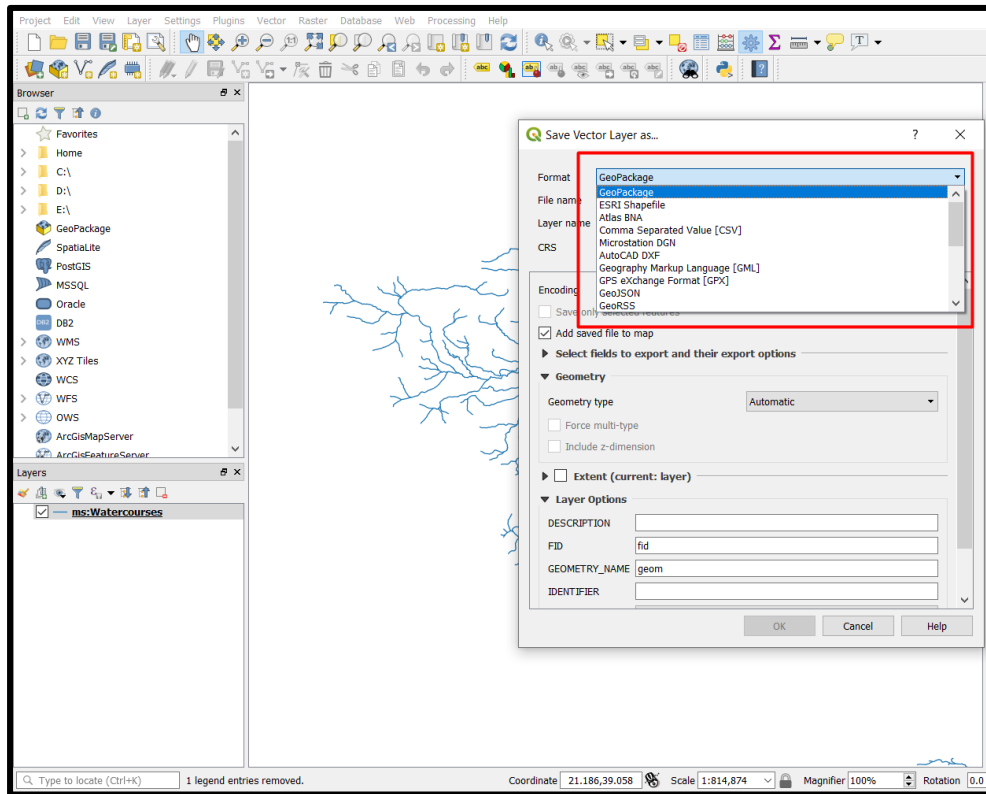 Project Edit View Layer Settings Plugins Vector Raster Database Web Processing Help
Browser
Favorites
Home
C:\
D:\
E:\
GeoPackage
SpatiaLite
PostGIS
MSSQL
Oracle
DB2
WMS
XYZ Tiles
WCS
WFS
OWS
ArcGisMapServer
ArcGisFeatureServer
Layers
ms:Watercourses
Save Vector Layer as...
Format GeoPackage
GeoPackage
File name
ESRI Shapefile
Atlas BNA
Layer name
Comma Separated Value [CSV]
Microstation DGN
CRS
AutoCAD DXF
Geography Markup Language [GML]
GPS eXchange Format [GPX]
Encoding
GeoJSON
GeoRSS
Save only selected features
Add saved file to map
Select fields to export and their export options
Geometry
Geometry type Automatic
Force multi-type
Include z-dimension
Extent (current: layer)
Layer Options
DESCRIPTION
FID fid
GEOMETRY_NAME geom
IDENTIFIER
OK Cancel Help
Type to locate (Ctrl+K) 1 legend entries removed. Coordinate 21.186,39.058 Scale 1:814,874 Magnifier 100% Rotation 0.0